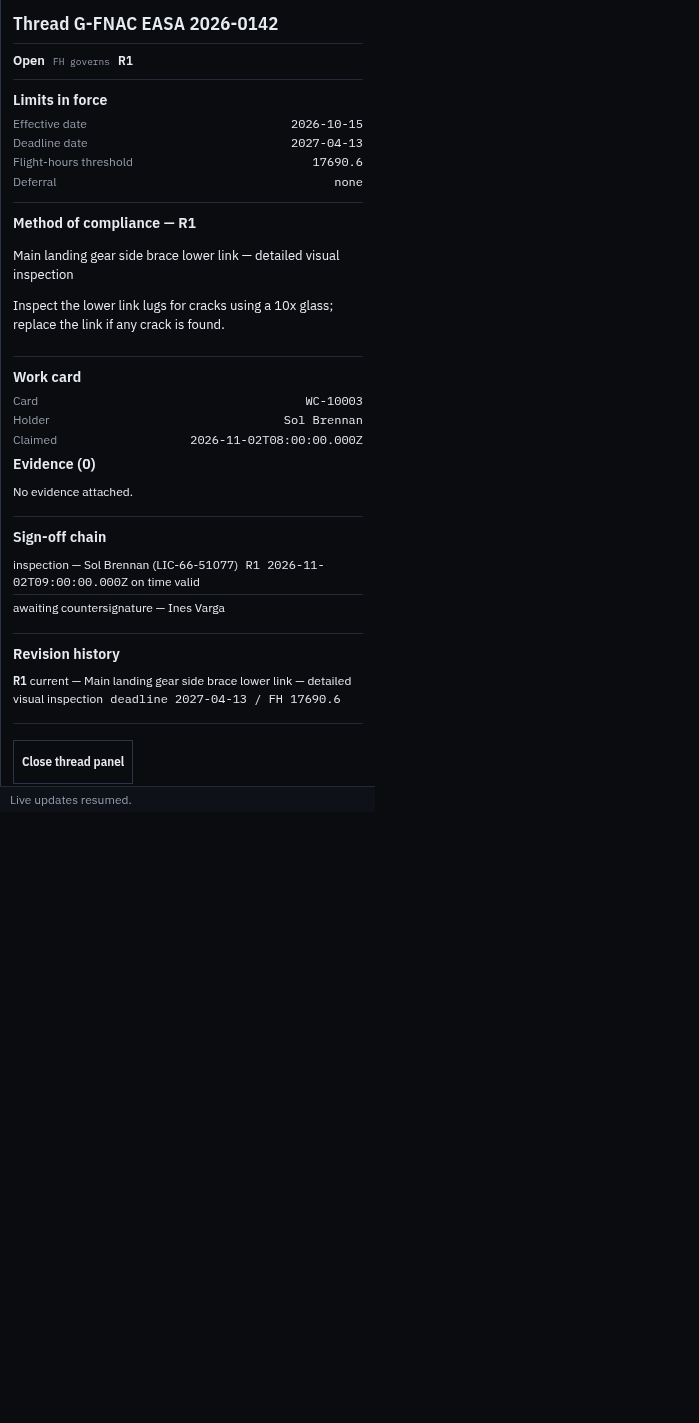 Thread G-FNAC EASA 2026-0142
Open FH governs R1
Limits in force
Effective date 2026-10-15
Deadline date 2027-04-13
Flight-hours threshold 17690.6
Deferral none
Method of compliance — R1
Main landing gear side brace lower link — detailed visual
inspection
Inspect the lower link lugs for cracks using a 10x glass;
replace the link if any crack is found.
Work card
Card WC-10003
Holder Sol Brennan
Claimed 2026-11-02T08:00:00.000Z
Evidence (0)
No evidence attached.
Sign-off chain
inspection — Sol Brennan (LIC-66-51077) R1 2026-11-
02T09:00:00.000Z on time valid
awaiting countersignature — Ines Varga
Revision history
R1 current — Main landing gear side brace lower link — detailed
visual inspection deadline 2027-04-13 / FH 17690.6
Close thread panel
Live updates resumed.